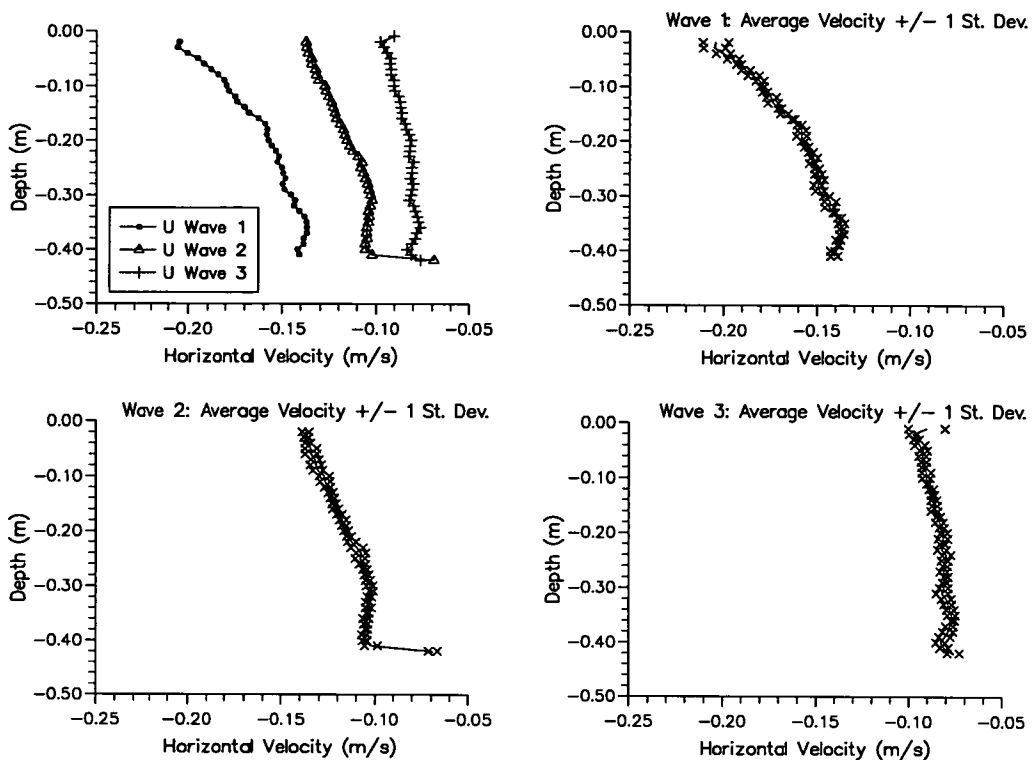 0.00
−0.10
−0.20
−0.30
−0.40
−0.50
Depth (m)
U Wave 1
U Wave 2
U Wave 3
−0.25 −0.20 −0.15 −0.10 −0.05
Horizontal Velocity (m/s)
Wave 1: Average Velocity +/− 1 St. Dev.
0.00
−0.10
−0.20
−0.30
−0.40
−0.50
Depth (m)
−0.25 −0.20 −0.15 −0.10 −0.05
Horizontal Velocity (m/s)
Wave 2: Average Velocity +/− 1 St. Dev.
0.00
−0.10
−0.20
−0.30
−0.40
−0.50
Depth (m)
−0.25 −0.20 −0.15 −0.10 −0.05
Horizontal Velocity (m/s)
Wave 3: Average Velocity +/− 1 St. Dev.
0.00
−0.10
−0.20
−0.30
−0.40
−0.50
Depth (m)
−0.25 −0.20 −0.15 −0.10 −0.05
Horizontal Velocity (m/s)